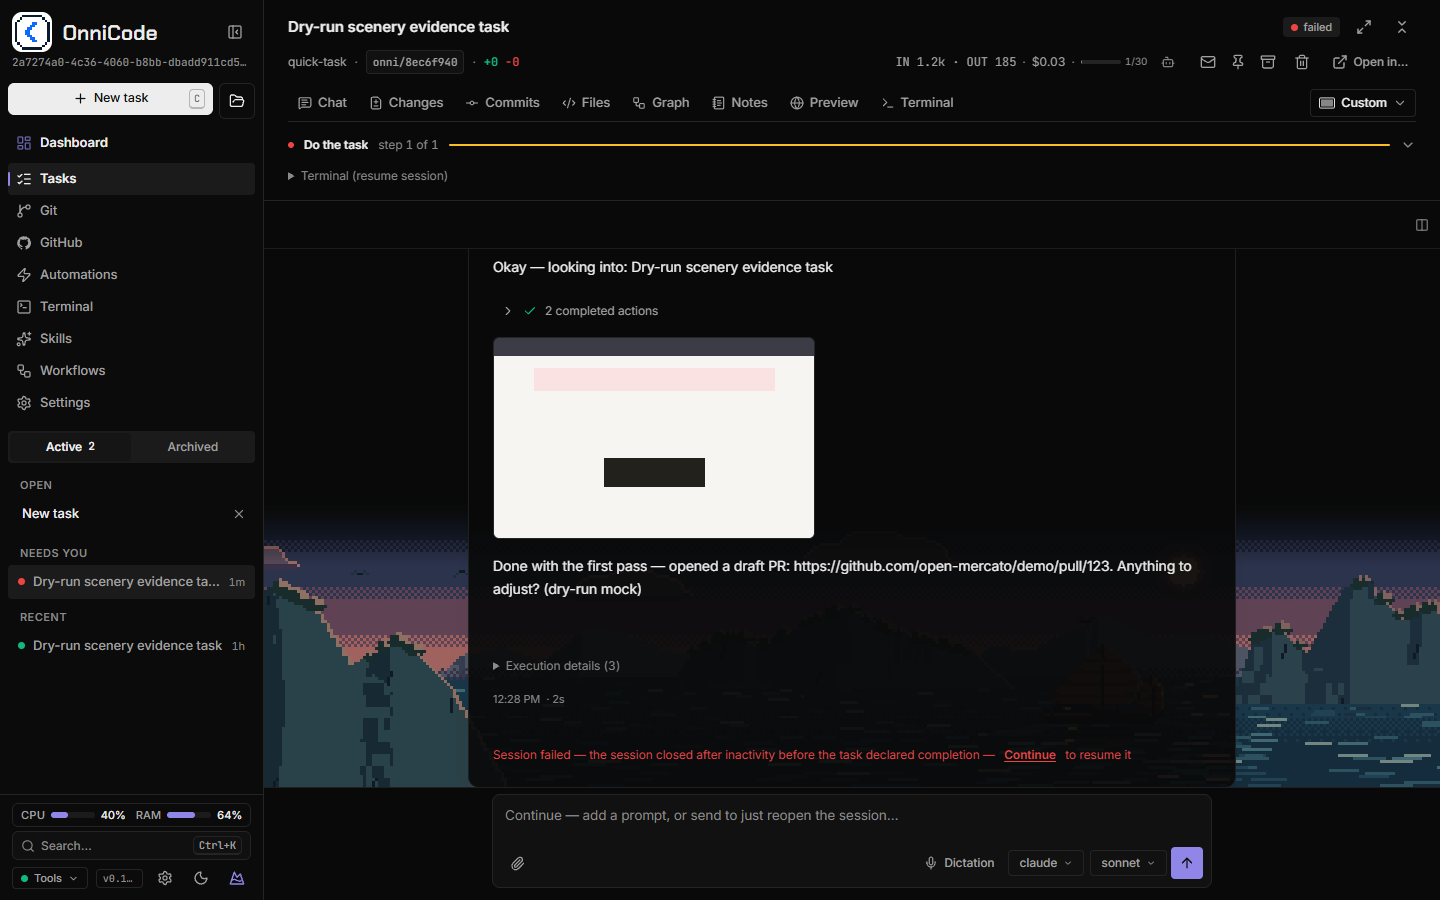 OnniCode
2a7274a0-4c36-4060-b8bb-dbadd911cd5…
New task
C
Dashboard
Tasks
Git
GitHub
Automations
Terminal
Skills
Workflows
Settings
Active 2
Archived
OPEN
New task
NEEDS YOU
Dry-run scenery evidence ta… 1m
RECENT
Dry-run scenery evidence task 1h
CPU 40% RAM 64%
Search... Ctrl+K
Tools
v0.1…
Dry-run scenery evidence task
failed
quick-task · onni/8ec6f940 · +0 -0
IN 1.2k · OUT 185 · $0.03 · 1/30
Open in...
Chat
Changes
Commits
Files
Graph
Notes
Preview
Terminal
Custom
Do the task step 1 of 1
Terminal (resume session)
Okay — looking into: Dry-run scenery evidence task
2 completed actions
Done with the first pass — opened a draft PR: https://github.com/open-mercato/demo/pull/123. Anything to
adjust? (dry-run mock)
Execution details (3)
12:28 PM · 2s
Session failed — the session closed after inactivity before the task declared completion — Continue to resume it
Continue — add a prompt, or send to just reopen the session...
Dictation
claude
sonnet